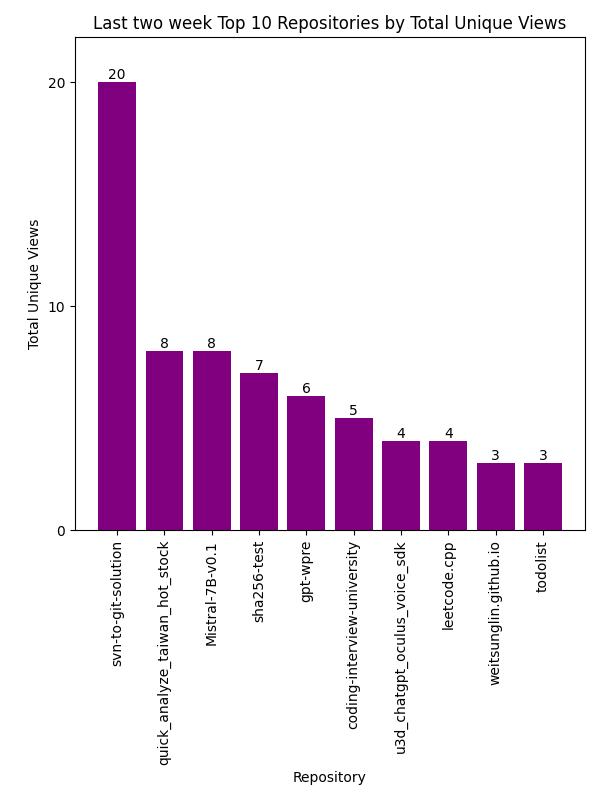 Last two week Top 10 Repositories by Total Unique Views
Total Unique Views
20
10
0
20
8
8
7
6
5
4
4
3
3
svn-to-git-solution
quick_analyze_taiwan_hot_stock
Mistral-7B-v0.1
sha256-test
gpt-wpre
coding-interview-university
u3d_chatgpt_oculus_voice_sdk
leetcode.cpp
weitsunglin.github.io
todolist
Repository